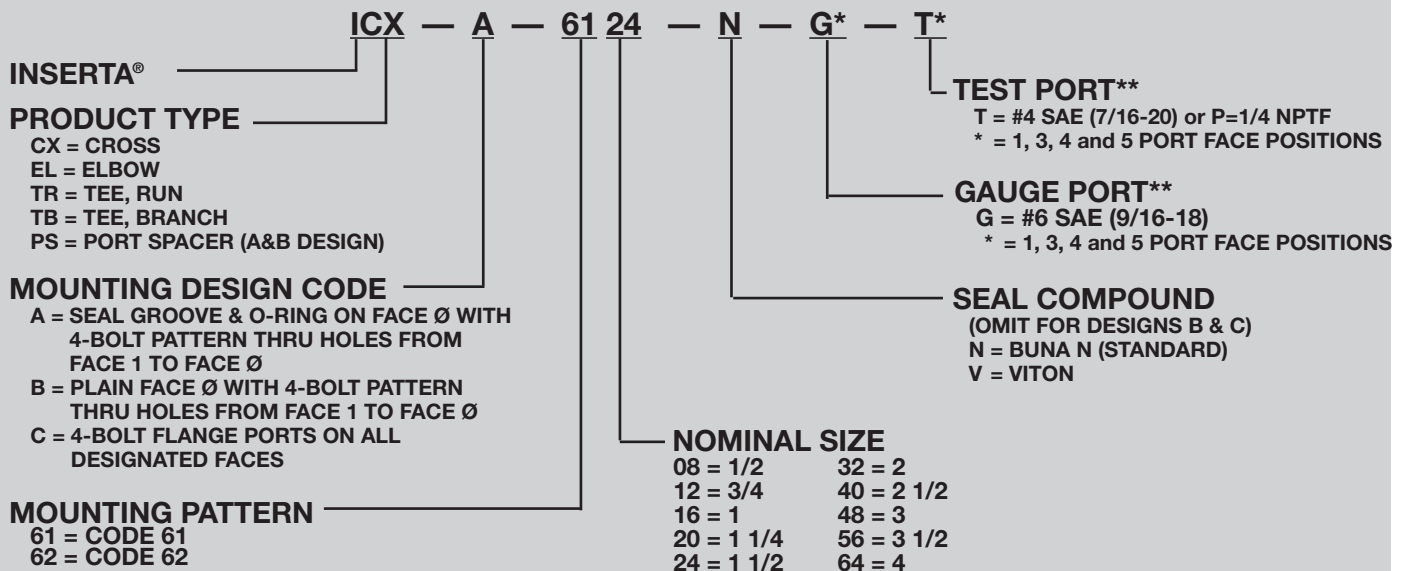 ICX — A — 61 24 — N — G* — T*
INSERTA®
PRODUCT TYPE
CX = CROSS
EL = ELBOW
TR = TEE, RUN
TB = TEE, BRANCH
PS = PORT SPACER (A&B DESIGN)
MOUNTING DESIGN CODE
A = SEAL GROOVE & O-RING ON FACE Ø WITH
4-BOLT PATTERN THRU HOLES FROM
FACE 1 TO FACE Ø
B = PLAIN FACE Ø WITH 4-BOLT PATTERN
THRU HOLES FROM FACE 1 TO FACE Ø
C = 4-BOLT FLANGE PORTS ON ALL
DESIGNATED FACES
MOUNTING PATTERN
61 = CODE 61
62 = CODE 62
NOMINAL SIZE
08 = 1/2 32 = 2
12 = 3/4 40 = 2 1/2
16 = 1 48 = 3
20 = 1 1/4 56 = 3 1/2
24 = 1 1/2 64 = 4
TEST PORT**
T = #4 SAE (7/16-20) or P=1/4 NPTF
* = 1, 3, 4 and 5 PORT FACE POSITIONS
GAUGE PORT**
G = #6 SAE (9/16-18)
* = 1, 3, 4 and 5 PORT FACE POSITIONS
SEAL COMPOUND
(OMIT FOR DESIGNS B & C)
N = BUNA N (STANDARD)
V = VITON